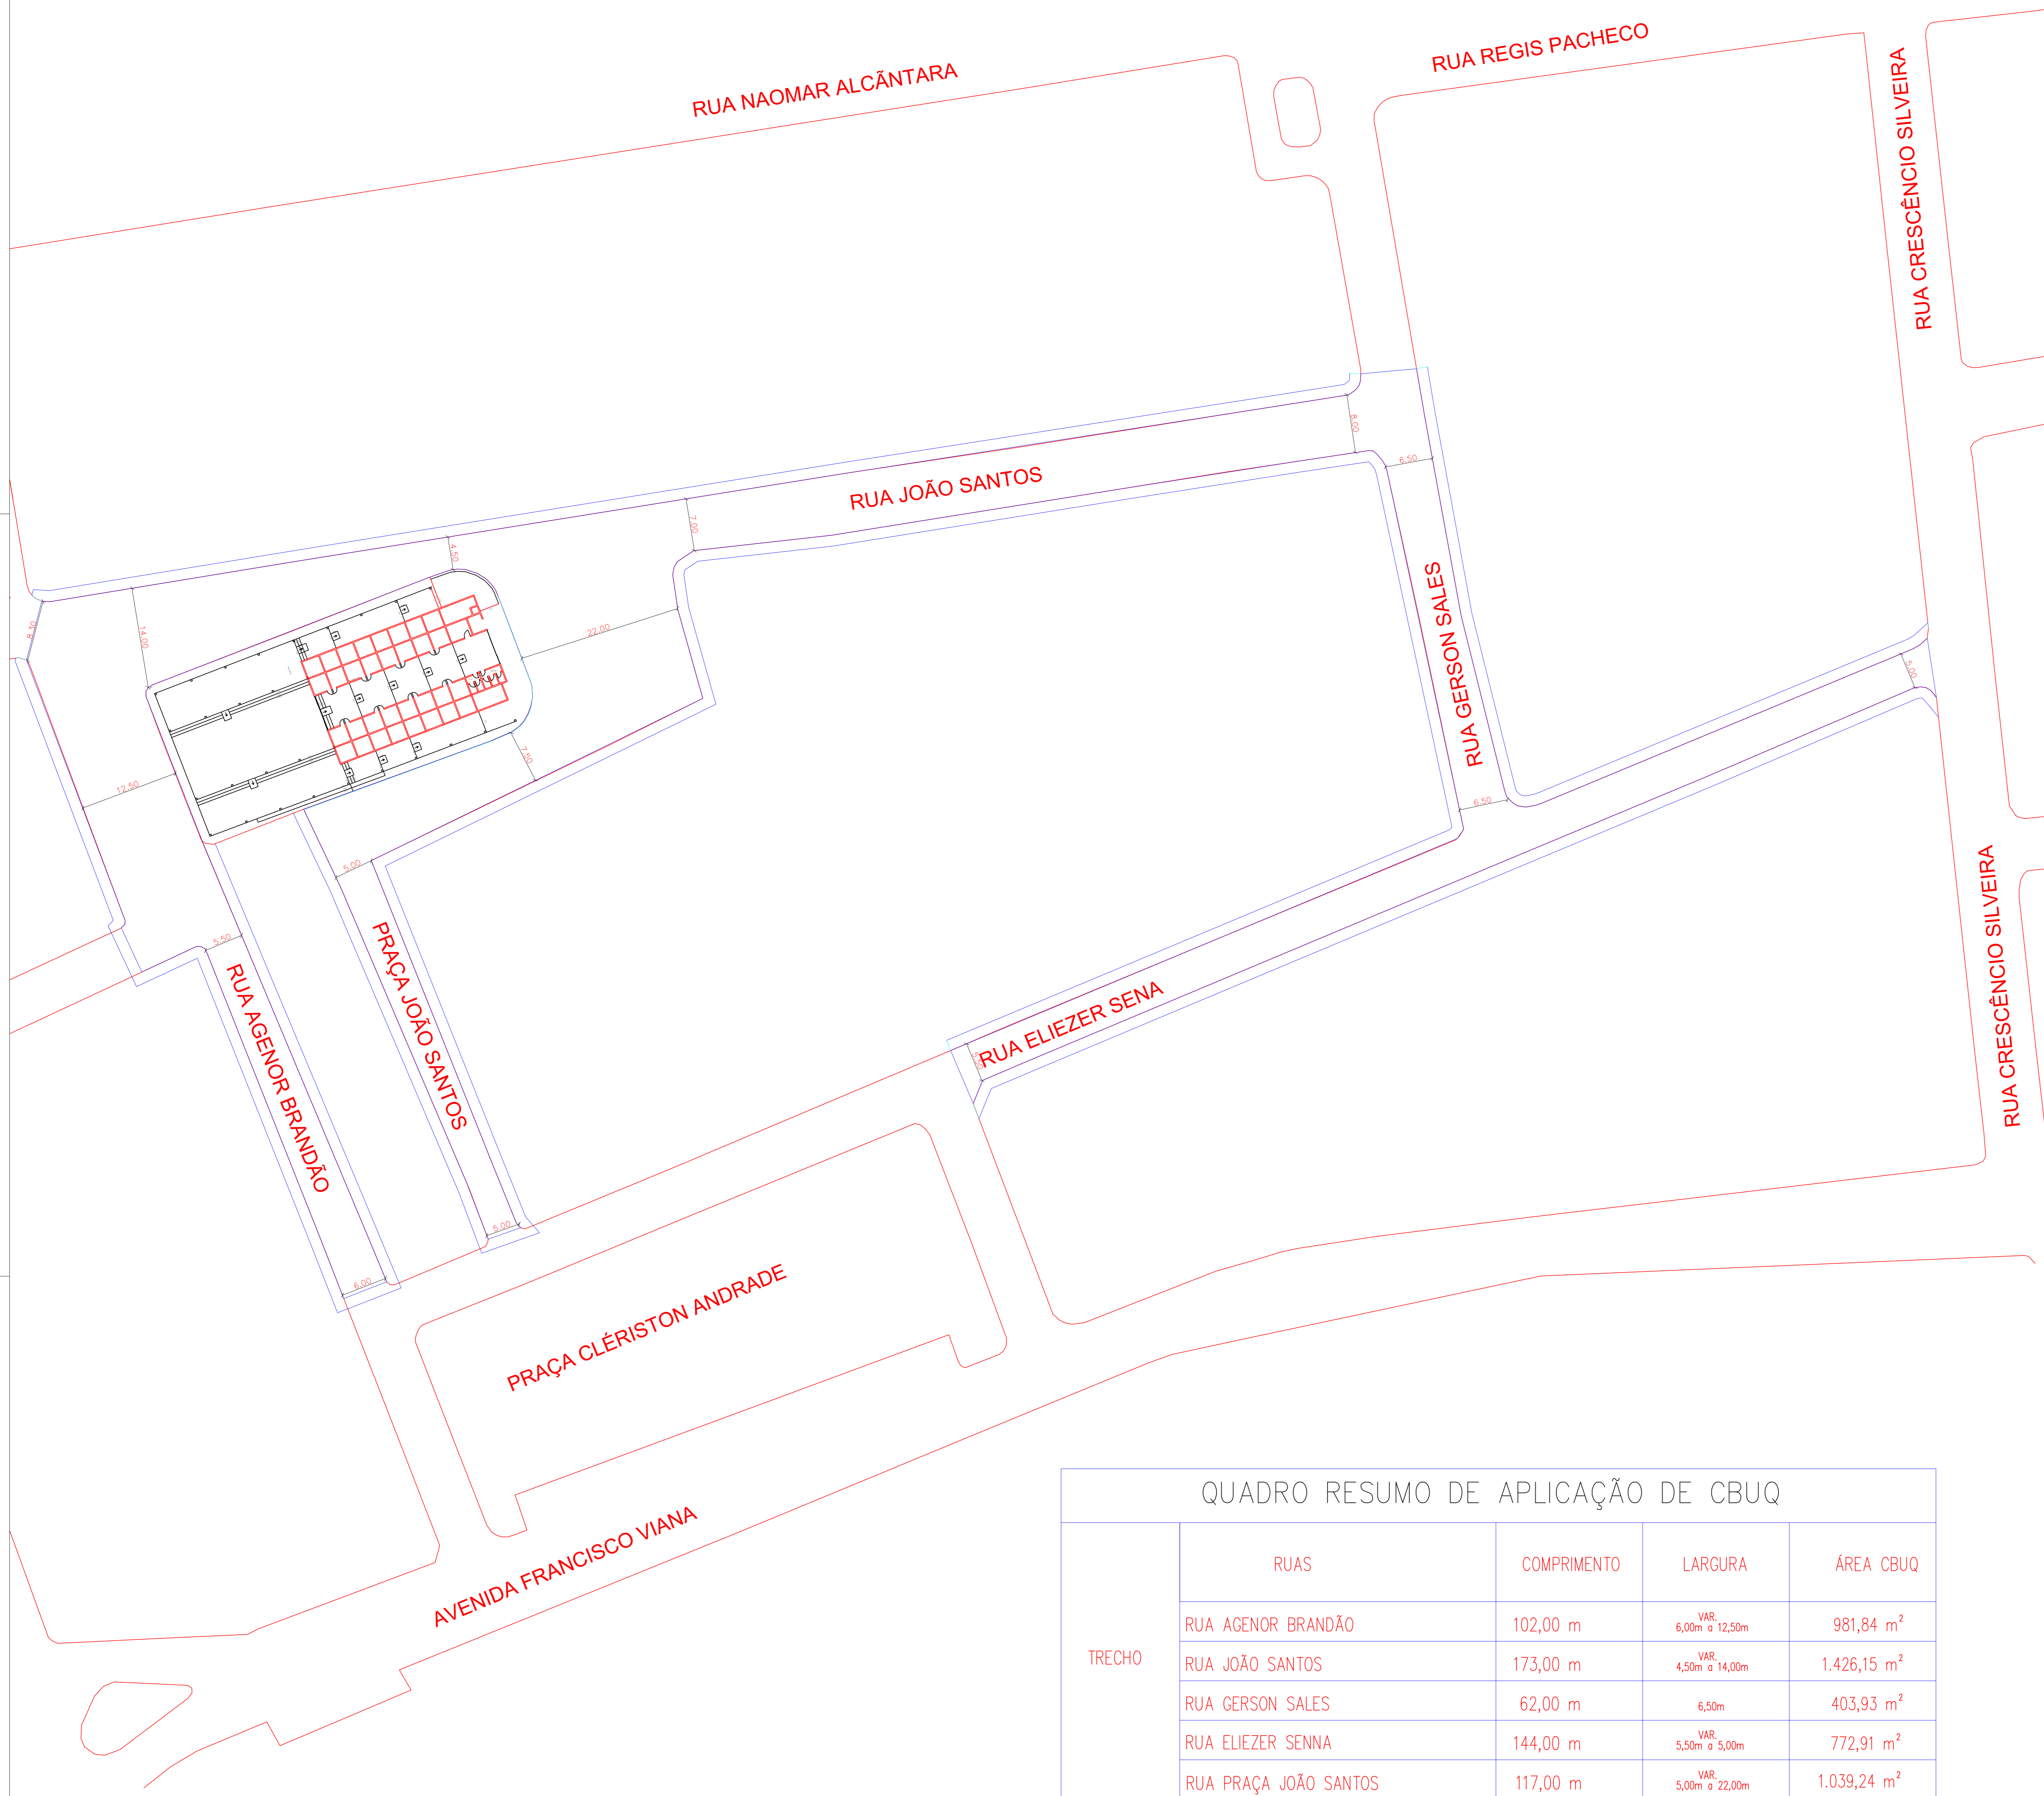 RUA REGIS PACHECO
RUA NAOMAR ALCÃNTARA
RUA CRESCÊNCIO SILVEIRA
8.00
6.50
RUA JOÃO SANTOS
7.00
4.50
8.10
14.00
22.00
RUA GERSON SALES
5.00
7.50
12.50
6.50
5.00
5.50
PRAÇA JOÃO SANTOS
RUA AGENOR BRANDÃO
RUA CRESCÊNCIO SILVEIRA
RUA ELIEZER SENA
5.50
5.00
6.00
PRAÇA CLÉRISTON ANDRADE
AVENIDA FRANCISCO VIANA
QUADRO RESUMO DE APLICAÇÃO DE CBUQ
RUAS COMPRIMENTO LARGURA ÁREA CBUQ
TRECHO
RUA AGENOR BRANDÃO 102,00 m VAR. 6,00m a 12,50m 981,84 m²
RUA JOÃO SANTOS 173,00 m VAR. 4,50m a 14,00m 1.426,15 m²
RUA GERSON SALES 62,00 m 6,50m 403,93 m²
RUA ELIEZER SENNA 144,00 m VAR. 5,50m a 5,00m 772,91 m²
RUA PRAÇA JOÃO SANTOS 117,00 m VAR. 5,00m a 22,00m 1.039,24 m²